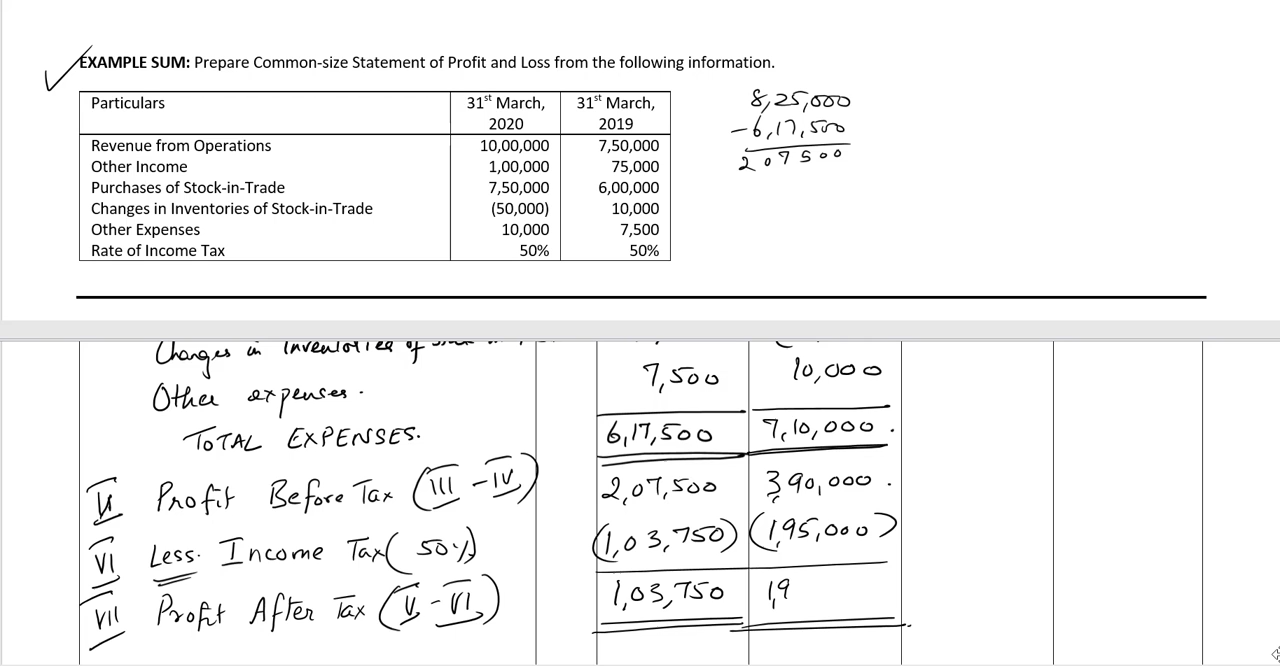 EXAMPLE SUM: Prepare Common-size Statement of Profit and Loss from the following information.
Particulars 31st March, 2020 31st March, 2019
Revenue from Operations 10,00,000 7,50,000
Other Income 1,00,000 75,000
Purchases of Stock-in-Trade 7,50,000 6,00,000
Changes in Inventories of Stock-in-Trade (50,000) 10,000
Other Expenses 10,000 7,500
Rate of Income Tax 50% 50%
8,25,000
-6,17,500
207500
Changes in Inventories of
Other expenses. 7,500 10,000
TOTAL EXPENSES. 6,17,500 7,10,000.
V Profit Before Tax (III - IV) 2,07,500 3,90,000.
VI Less. Income Tax (50%) (1,03,750) (1,95,000)
VII Profit After Tax (V - VI) 1,03,750 1,9